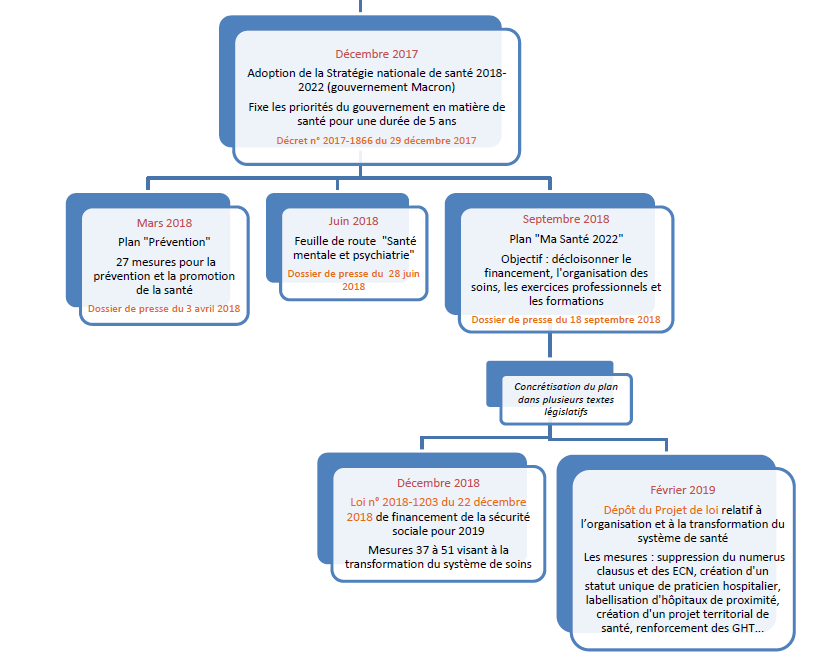 Décembre 2017
Adoption de la Stratégie nationale de santé 2018-
2022 (gouvernement Macron)
Fixe les priorités du gouvernement en matière de
santé pour une durée de 5 ans
Décret n° 2017-1866 du 29 décembre 2017
Mars 2018
Plan "Prévention"
27 mesures pour la
prévention et la promotion
de la santé
Dossier de presse du 3 avril 2018
Juin 2018
Feuille de route "Santé
mentale et psychiatrie"
Dossier de presse du 28 juin
2018
Septembre 2018
Plan "Ma Santé 2022"
Objectif : décloisonner le
financement, l'organisation des
soins, les exercices professionnels et
les formations
Dossier de presse du 18 septembre 2018
Concrétisation du plan
dans plusieurs textes
législatifs
Décembre 2018
Loi n° 2018-1203 du 22 décembre
2018 de financement de la sécurité
sociale pour 2019
Mesures 37 à 51 visant à la
transformation du système de soins
Février 2019
Dépôt du Projet de loi relatif à
l'organisation et à la transformation du
système de santé
Les mesures : suppression du numerus
clausus et des ECN, création d'un
statut unique de praticien hospitalier,
labellisation d'hôpitaux de proximité,
création d'un projet territorial de
santé, renforcement des GHT...